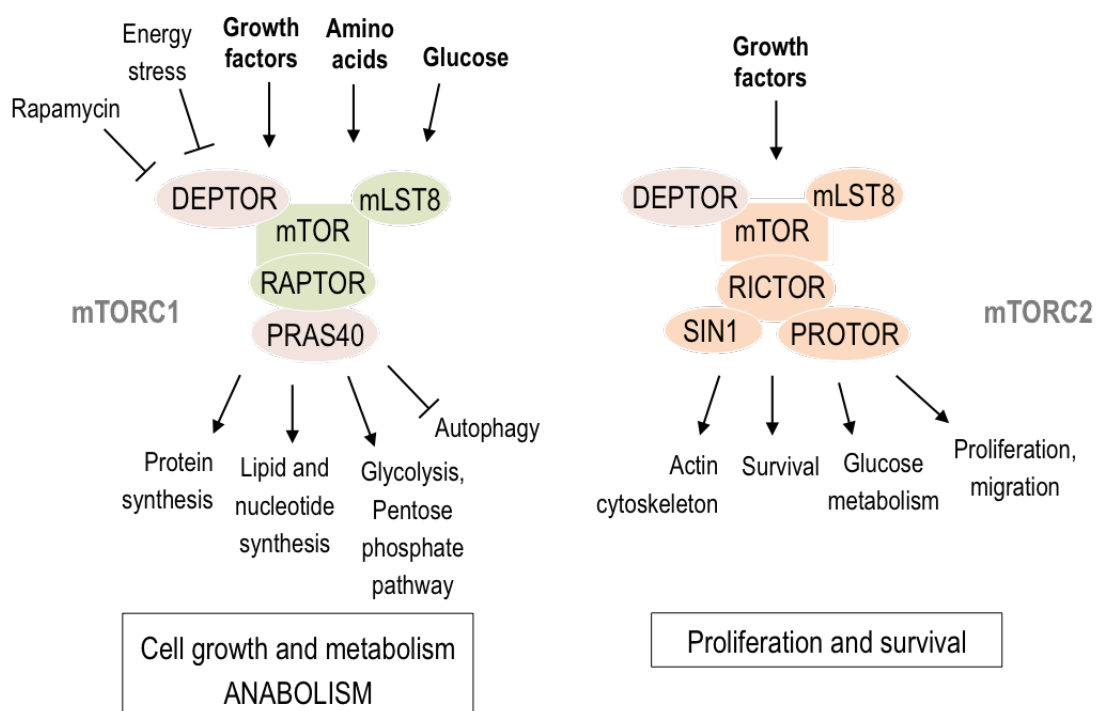 Energy
stress
Growth
factors
Amino
acids
Glucose
Rapamycin
DEPTOR
mLST8
mTOR
RAPTOR
PRAS40
mTORC1
Protein
synthesis
Lipid and
nucleotide
synthesis
Glycolysis,
Pentose
phosphate
pathway
Autophagy
Cell growth and metabolism
ANABOLISM
Growth
factors
DEPTOR
mLST8
mTOR
RICTOR
SIN1
PROTOR
mTORC2
Actin
cytoskeleton
Survival
Glucose
metabolism
Proliferation,
migration
Proliferation and survival